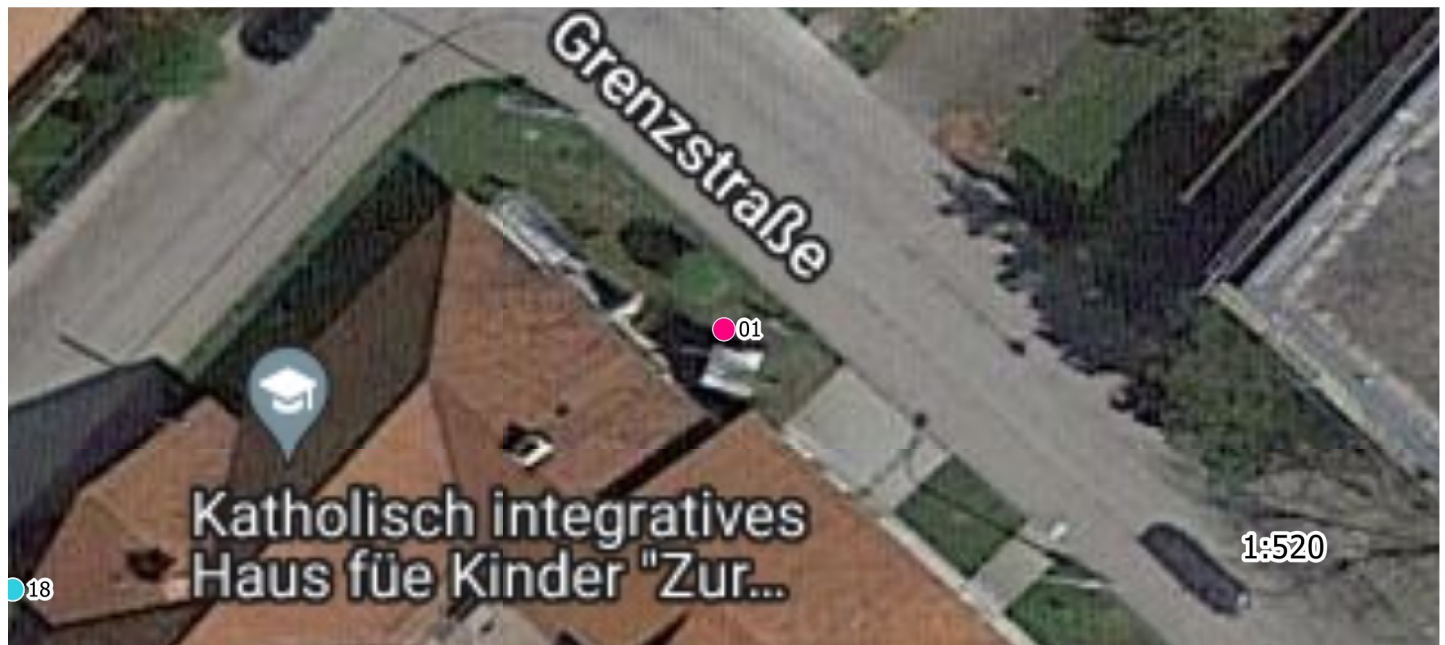 Grenzstraße
01
Katholisch integratives
Haus füe Kinder "Zur...
1:520
18